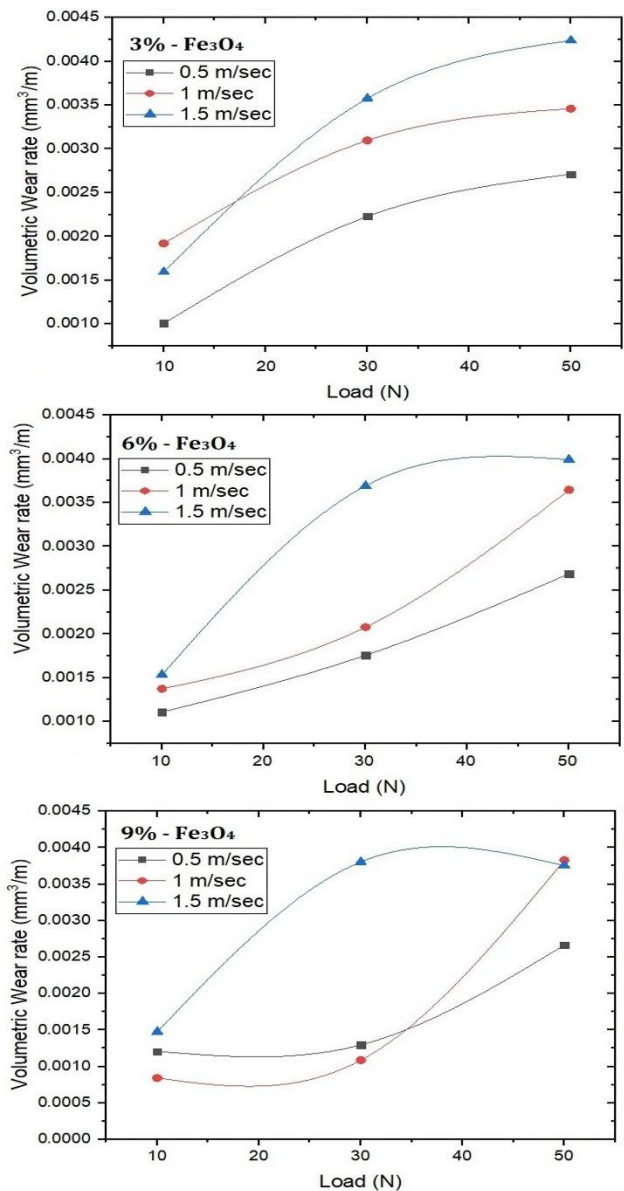 0.0045
3% - Fe₃O₄
0.5 m/sec
1 m/sec
1.5 m/sec
0.0040
0.0035
0.0030
0.0025
0.0020
0.0015
0.0010
Volumetric Wear rate (mm³/m)
10 20 30 40 50
Load (N)
0.0045
6% - Fe₃O₄
0.5 m/sec
1 m/sec
1.5 m/sec
0.0040
0.0035
0.0030
0.0025
0.0020
0.0015
0.0010
Volumetric Wear rate (mm³/m)
10 20 30 40 50
Load (N)
0.0045
9% - Fe₃O₄
0.5 m/sec
1 m/sec
1.5 m/sec
0.0040
0.0035
0.0030
0.0025
0.0020
0.0015
0.0010
0.0005
0.0000
Volumetric Wear rate (mm³/m)
10 20 30 40 50
Load (N)